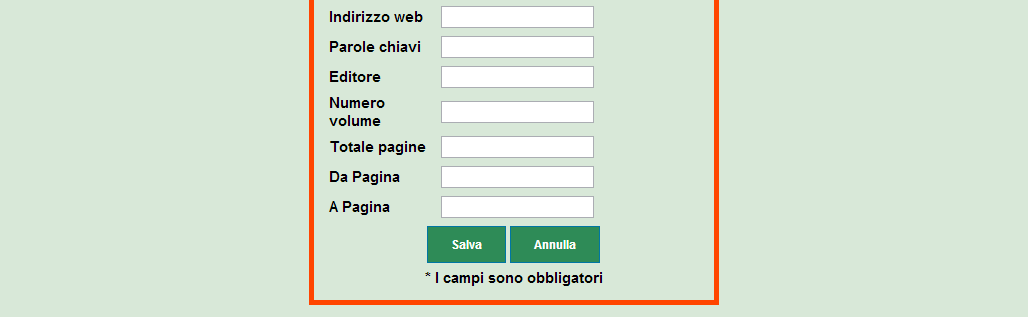 Indirizzo web
Parole chiavi
Editore
Numero
volume
Totale pagine
Da Pagina
A Pagina
Salva Annulla
* I campi sono obbligatori